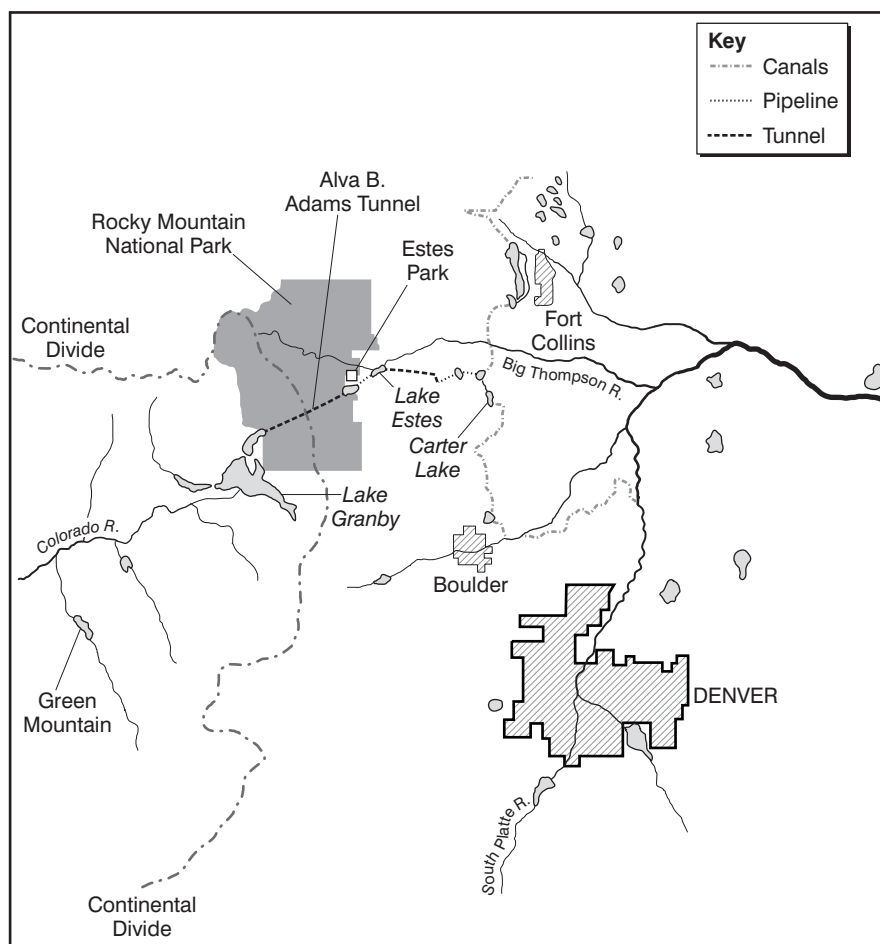 Key
Canals
Pipeline
Tunnel
Alva B.
Adams Tunnel
Rocky Mountain
National Park
Estes
Park
Continental
Divide
Fort
Collins
Big Thompson R.
Lake
Estes
Carter
Lake
Lake
Granby
Colorado R.
Boulder
Green
Mountain
DENVER
South Platte R.
Continental
Divide